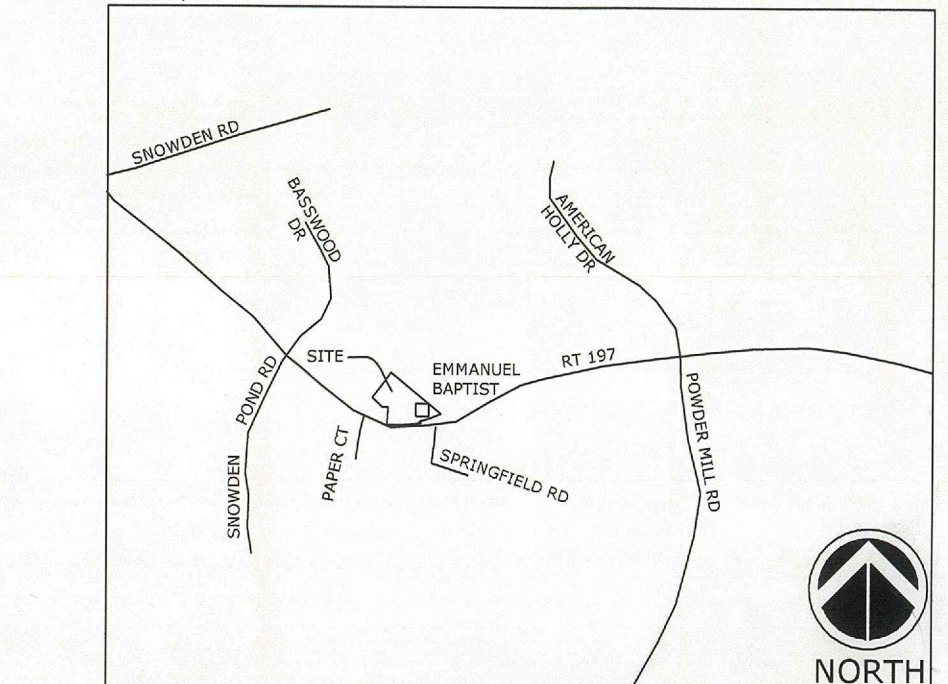 SNOWDEN RD
BASSWOOD
DR
AMERICAN
HOLLY DR
SITE
EMMANUEL
BAPTIST
RT 197
SNOWDEN POND RD
PAPER CT
SPRINGFIELD RD
POWDER MILL RD
NORTH